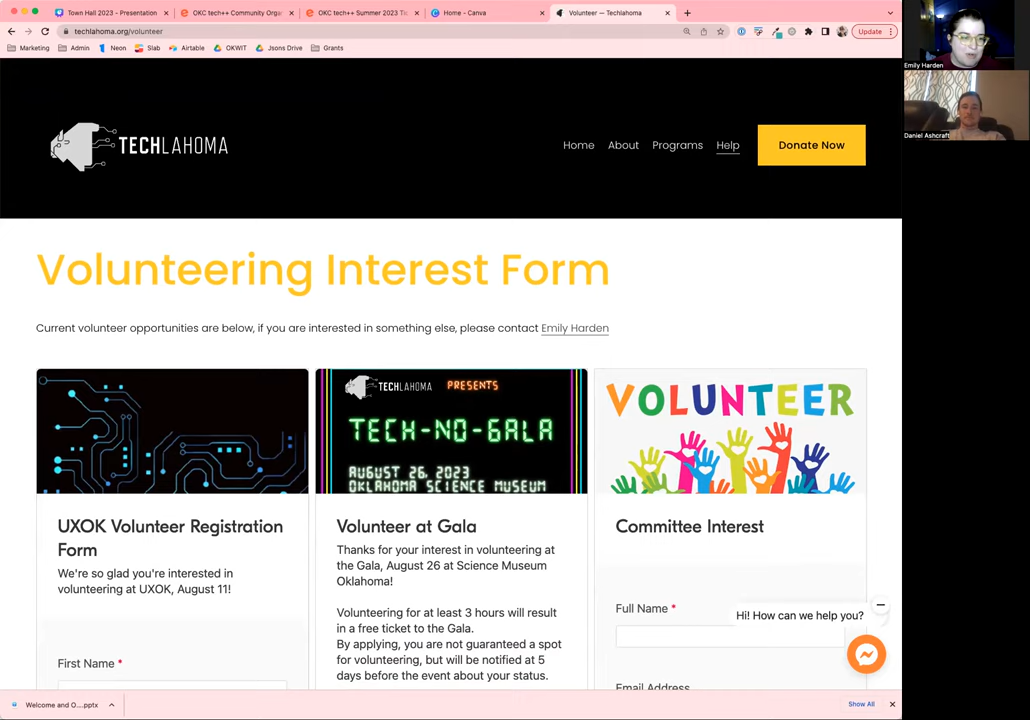 Town Hall 2023 - Presentation
OKC tech++ Community Orga
OKC tech++ Summer 2023 Tic
Home - Canva
Volunteer — Techlahoma
techlahoma.org/volunteer
Update
Marketing
Admin
Neon
Slab
Airtable
OKWIT
Jsons Drive
Grants
Emily Harden
Daniel Ashcraft
TECHLAHOMA
Home
About
Programs
Help
Donate Now
Volunteering Interest Form
Current volunteer opportunities are below, if you are interested in something else, please contact Emily Harden
TECHLAHOMA PRESENTS
TECH-NO-GALA
AUGUST 26, 2023
OKLAHOMA SCIENCE MUSEUM
VOLUNTEER
UXOK Volunteer Registration
Form
We're so glad you're interested in
volunteering at UXOK, August 11!
First Name *
Volunteer at Gala
Thanks for your interest in volunteering at
the Gala, August 26 at Science Museum
Oklahoma!
Volunteering for at least 3 hours will result
in a free ticket to the Gala.
By applying, you are not guaranteed a spot
for volunteering, but will be notified at 5
days before the event about your status.
Committee Interest
Full Name *
Email Address
Hi! How can we help you?
Welcome and O....pptx
Show All